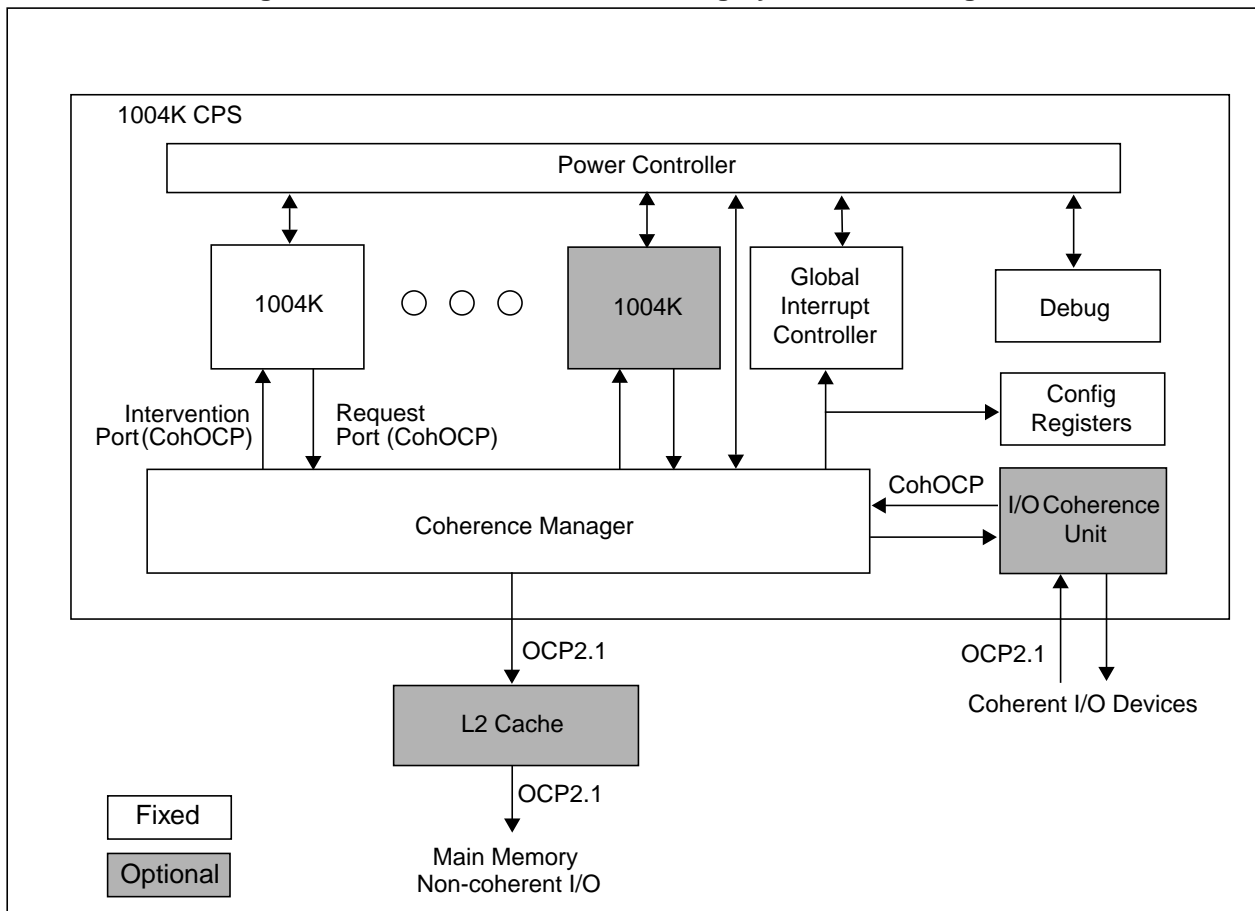 1004K CPS
Power Controller
1004K
1004K
Global
Interrupt
Controller
Debug
Intervention
Port(CohOCP)
Request
Port (CohOCP)
Config
Registers
CohOCP
Coherence Manager
I/O Coherence
Unit
OCP2.1
OCP2.1
Coherent I/O Devices
L2 Cache
OCP2.1
Fixed
Optional
Main Memory
Non-coherent I/O